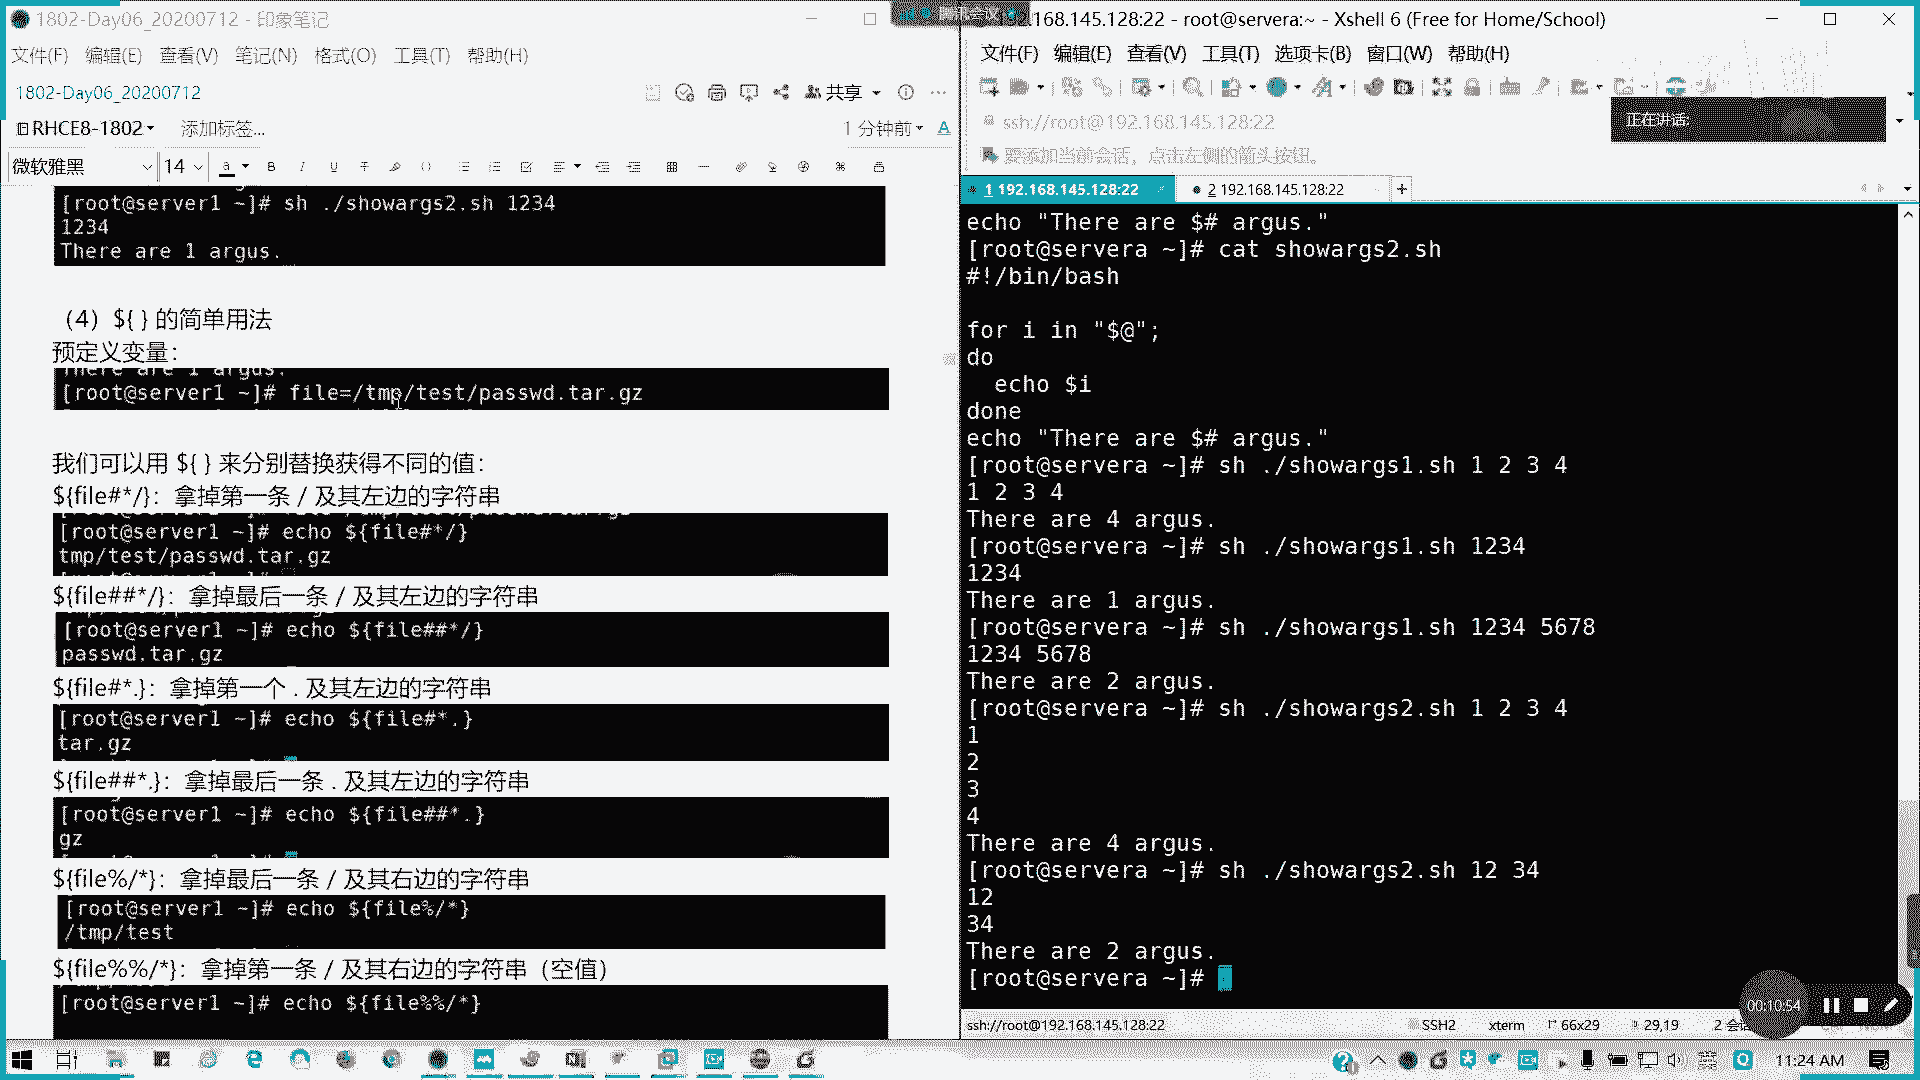 1802-Day06_20200712 - 印象笔记
文件(F) 编辑(E) 查看(V) 笔记(N) 格式(O) 工具(T) 帮助(H)
1802-Day06_20200712
共享
RHCE8-1802 添加标签...
1 分钟前
微软雅黑 14
[root@server1 ~]# sh ./showargs2.sh 1234
1234
There are 1 argus.
（4）${ } 的简单用法
预定义变量：
There are 1 argus.
[root@server1 ~]# file=/tmp/test/passwd.tar.gz
我们可以用 ${ } 来分别替换获得不同的值：
${file#*/}：拿掉第一条 / 及其左边的字符串
[root@server1 ~]# echo ${file#*/}
tmp/test/passwd.tar.gz
${file##*/}：拿掉最后一条 / 及其左边的字符串
[root@server1 ~]# echo ${file##*/}
passwd.tar.gz
${file#*.}：拿掉第一个 . 及其左边的字符串
[root@server1 ~]# echo ${file#*.}
tar.gz
${file##*.}：拿掉最后一条 . 及其左边的字符串
[root@server1 ~]# echo ${file##*.}
gz
${file%/*}：拿掉最后一条 / 及其右边的字符串
[root@server1 ~]# echo ${file%/*}
/tmp/test
${file%%/*}：拿掉第一条 / 及其右边的字符串（空值）
[root@server1 ~]# echo ${file%%/*}
腾讯会议
192.168.145.128:22 - root@servera:~ - Xshell 6 (Free for Home/School)
文件(F) 编辑(E) 查看(V) 工具(T) 选项卡(B) 窗口(W) 帮助(H)
ssh://root@192.168.145.128:22
正在讲话:
要添加当前会话，点击左侧的箭头按钮。
1 192.168.145.128:22
2 192.168.145.128:22
echo "There are $# argus."
[root@servera ~]# cat showargs2.sh
#!/bin/bash
for i in "$@";
do
echo $i
done
echo "There are $# argus."
[root@servera ~]# sh ./showargs1.sh 1 2 3 4
1 2 3 4
There are 4 argus.
[root@servera ~]# sh ./showargs1.sh 1234
1234
There are 1 argus.
[root@servera ~]# sh ./showargs1.sh 1234 5678
1234 5678
There are 2 argus.
[root@servera ~]# sh ./showargs2.sh 1 2 3 4
1
2
3
4
There are 4 argus.
[root@servera ~]# sh ./showargs2.sh 12 34
12
34
There are 2 argus.
[root@servera ~]#
00:10:54
ssh://root@192.168.145.128:22 SSH2 xterm 66x29 29,19
11:24 AM